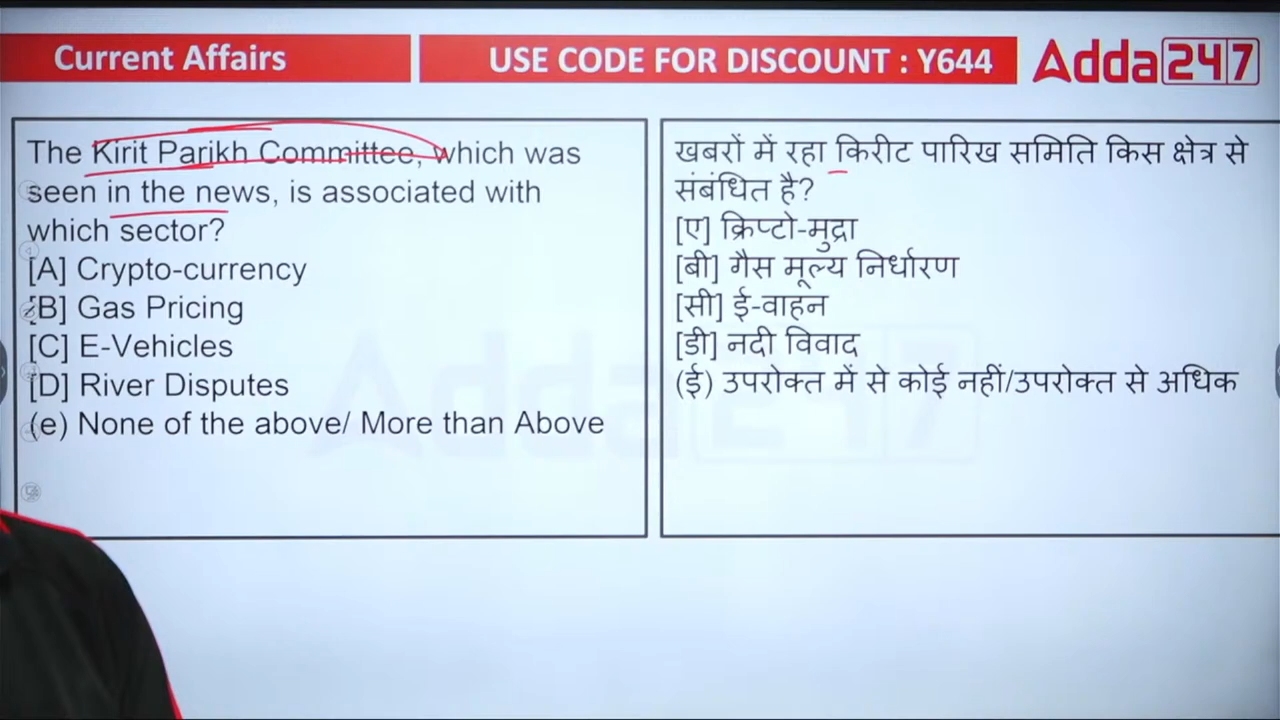 Current Affairs
USE CODE FOR DISCOUNT : Y644
Adda247
The Kirit Parikh Committee, which was
seen in the news, is associated with
which sector?
[A] Crypto-currency
[B] Gas Pricing
[C] E-Vehicles
[D] River Disputes
(e) None of the above/ More than Above
खबरों में रहा किरीट पारिख समिति किस क्षेत्र से
संबंधित है?
[ए] क्रिप्टो-मुद्रा
[बी] गैस मूल्य निर्धारण
[सी] ई-वाहन
[डी] नदी विवाद
(ई) उपरोक्त में से कोई नहीं/उपरोक्त से अधिक
Adda247